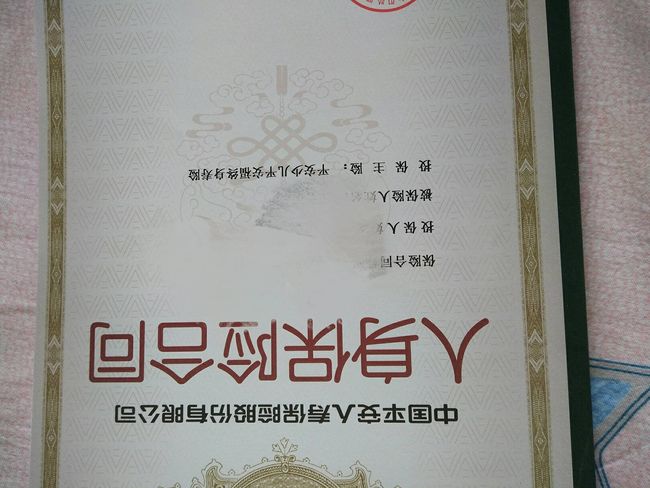 中国平安人寿保险股份有限公司
人身保险合同
保险合同
投 保 人
被保险人
投 保 主 险：平安少儿平安福终身寿险